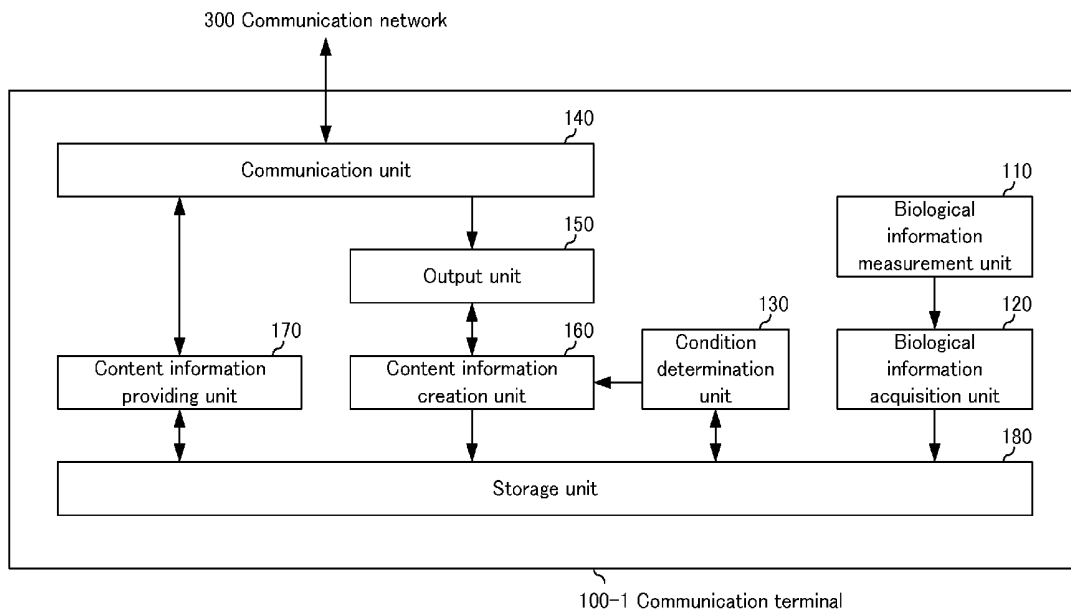 300 Communication network
140
Communication unit
110
Biological
information
measurement unit
150
Output unit
170
Content information
providing unit
160
Content information
creation unit
130
Condition
determination
unit
120
Biological
information
acquisition unit
180
Storage unit
100-1 Communication terminal